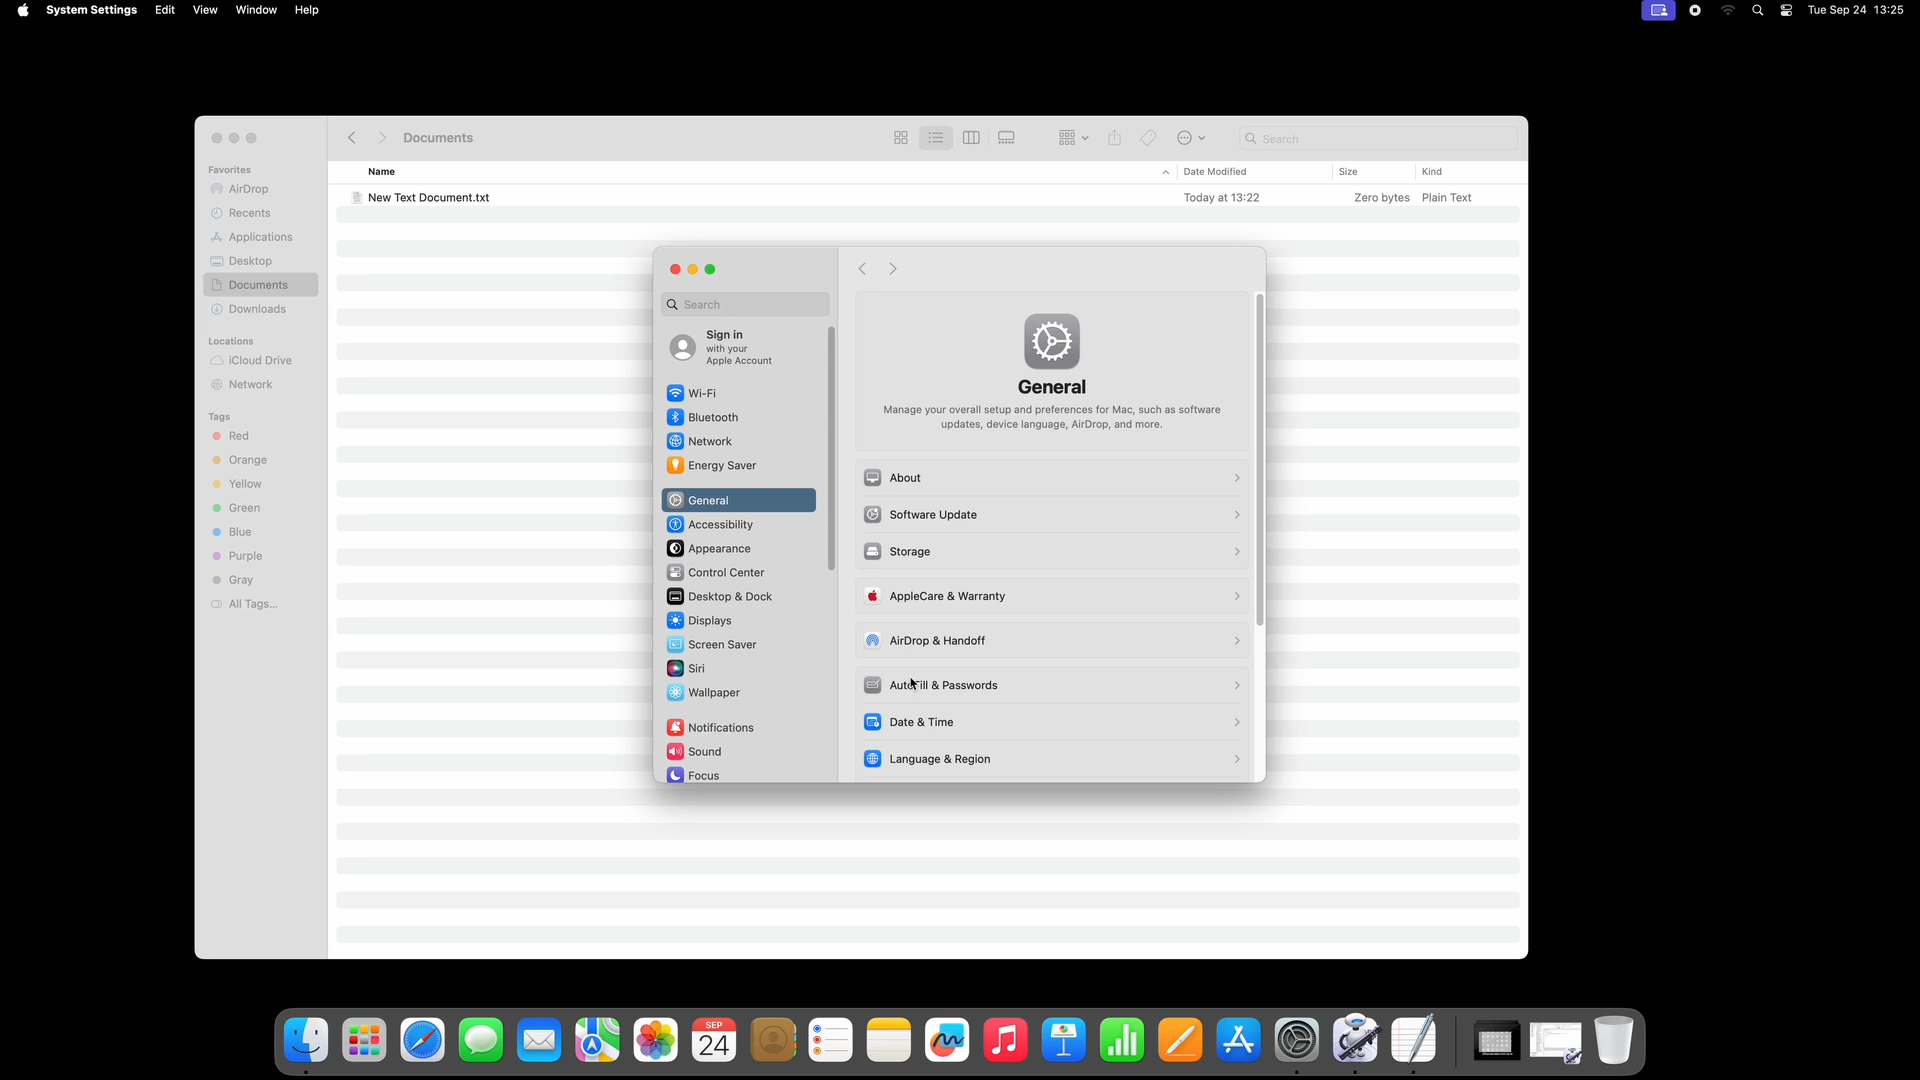 System Settings Edit View Window Help
Tue Sep 24 13:25
Documents
Search
Favorites
AirDrop
Recents
Applications
Desktop
Documents
Downloads
Locations
iCloud Drive
Network
Tags
Red
Orange
Yellow
Green
Blue
Purple
Gray
All Tags...
Name Date Modified Size Kind
New Text Document.txt Today at 13:22 Zero bytes Plain Text
Search
Sign in
with your
Apple Account
Wi-Fi
Bluetooth
Network
Energy Saver
General
Accessibility
Appearance
Control Center
Desktop & Dock
Displays
Screen Saver
Siri
Wallpaper
Notifications
Sound
Focus
General
Manage your overall setup and preferences for Mac, such as software
updates, device language, AirDrop, and more.
About
Software Update
Storage
AppleCare & Warranty
AirDrop & Handoff
AutoFill & Passwords
Date & Time
Language & Region
SEP
24